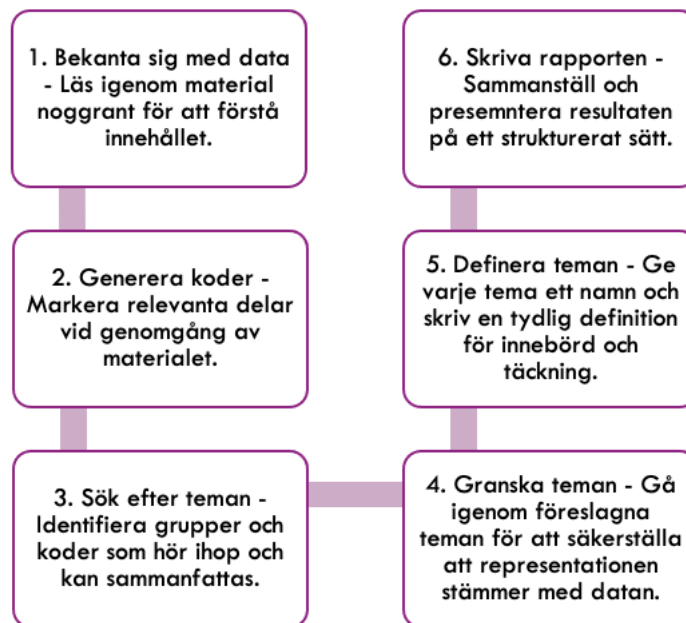 1. Bekanta sig med data
- Läs igenom material
noggrant för att förstå
innehållet.
2. Generera koder -
Markera relevanta delar
vid genomgång av
materialet.
3. Sök efter teman -
Identifiera grupper och
koder som hör ihop och
kan sammanfattas.
4. Granska teman - Gå
igenom föreslagna
teman för att säkerställa
att representationen
stämmer med datan.
5. Definera teman - Ge
varje tema ett namn och
skriv en tydlig definition
för innebörd och
täckning.
6. Skriva rapporten -
Sammanställ och
presemntera resultaten
på ett strukturerat sätt.